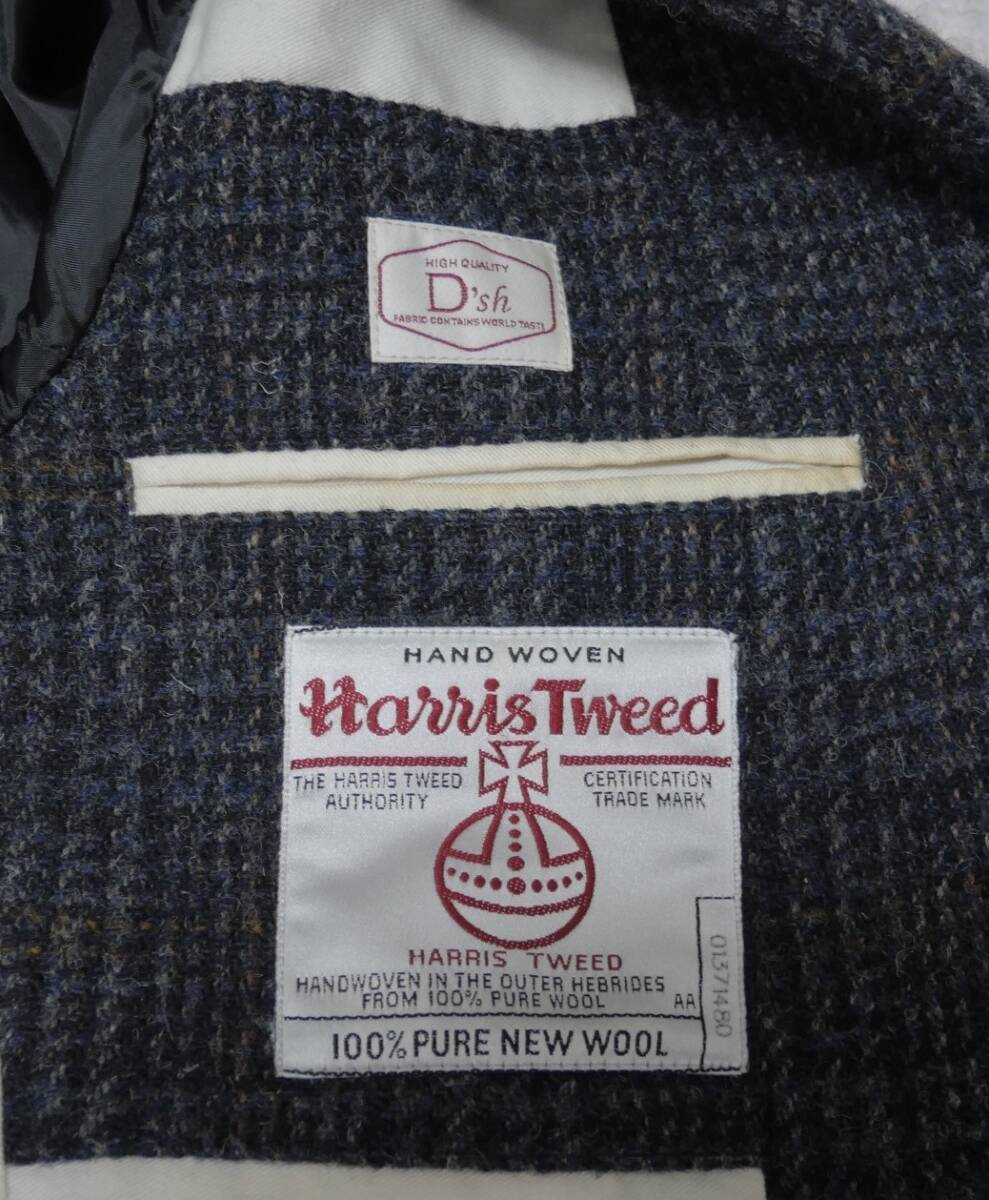 HIGH QUALITY
D'sh
FABRIC CONTAINS WORLD TASTE
HAND WOVEN
Harris Tweed
THE HARRIS TWEED
AUTHORITY
CERTIFICATION
TRADE MARK
HARRIS TWEED
HANDWOVEN IN THE OUTER HEBRIDES
FROM 100% PURE WOOL
AA
100% PURE NEW WOOL
01371480